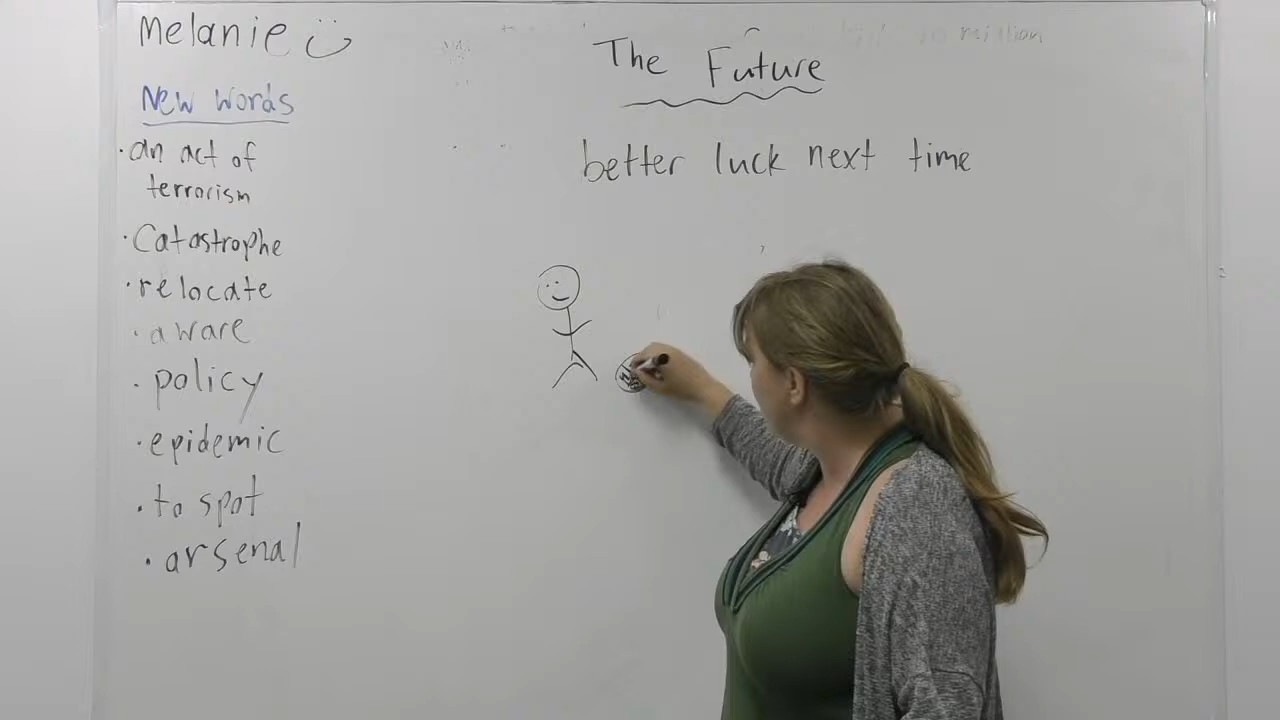 Melanie
New words
· an act of
terrorism
· Catastrophe
· relocate
· aware
· policy
· epidemic
· to spot
· arsenal
The Future
better luck next time
million